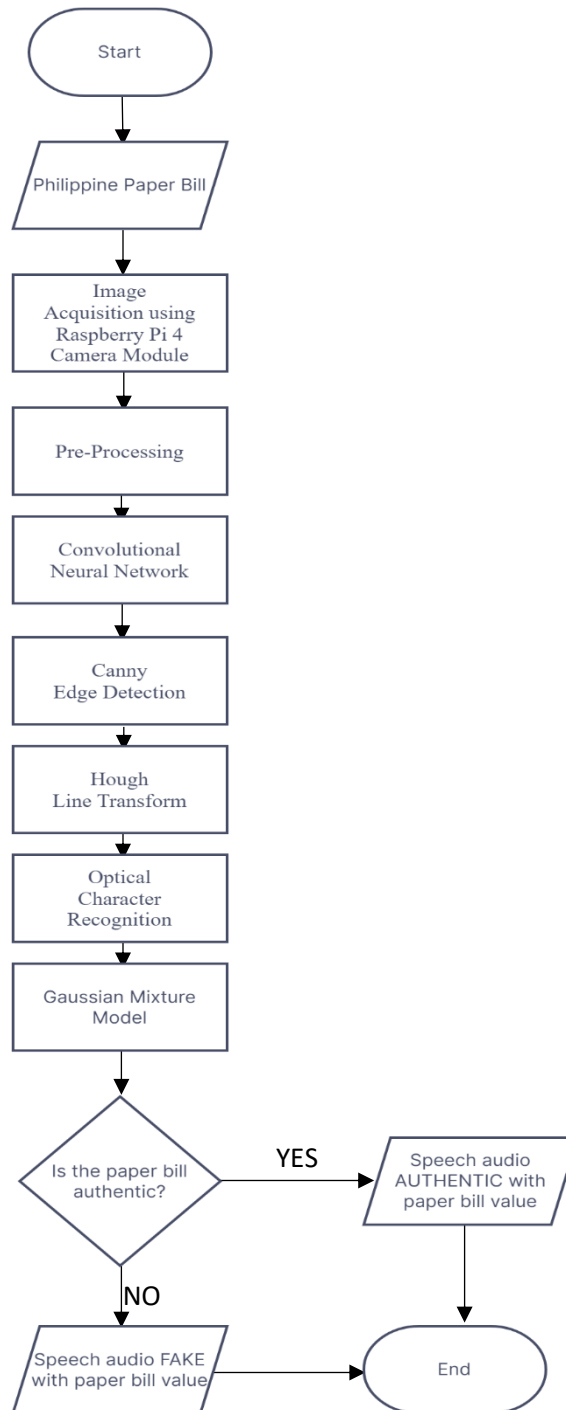 Start
Philippine Paper Bill
Image
Acquisition using
Raspberry Pi 4
Camera Module
Pre-Processing
Convolutional
Neural Network
Canny
Edge Detection
Hough
Line Transform
Optical
Character
Recognition
Gaussian Mixture
Model
Is the paper bill
authentic?
YES
Speech audio
AUTHENTIC with
paper bill value
NO
Speech audio FAKE
with paper bill value
End